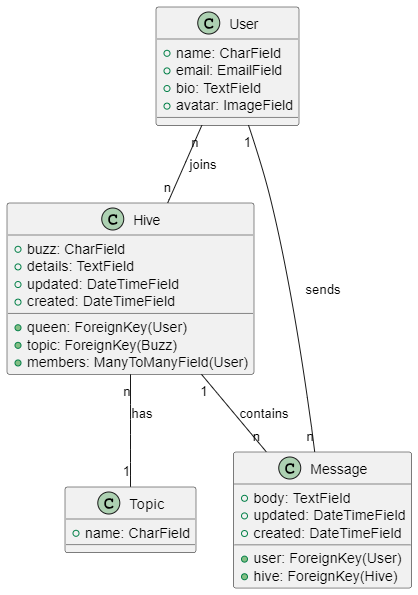 C User
name: CharField
email: EmailField
bio: TextField
avatar: ImageField
n
1
joins
n
C Hive
buzz: CharField
details: TextField
updated: DateTimeField
created: DateTimeField
queen: ForeignKey(User)
topic: ForeignKey(Buzz)
members: ManyToManyField(User)
sends
n
1
has
contains
1
n
n
C Topic
name: CharField
C Message
body: TextField
updated: DateTimeField
created: DateTimeField
user: ForeignKey(User)
hive: ForeignKey(Hive)